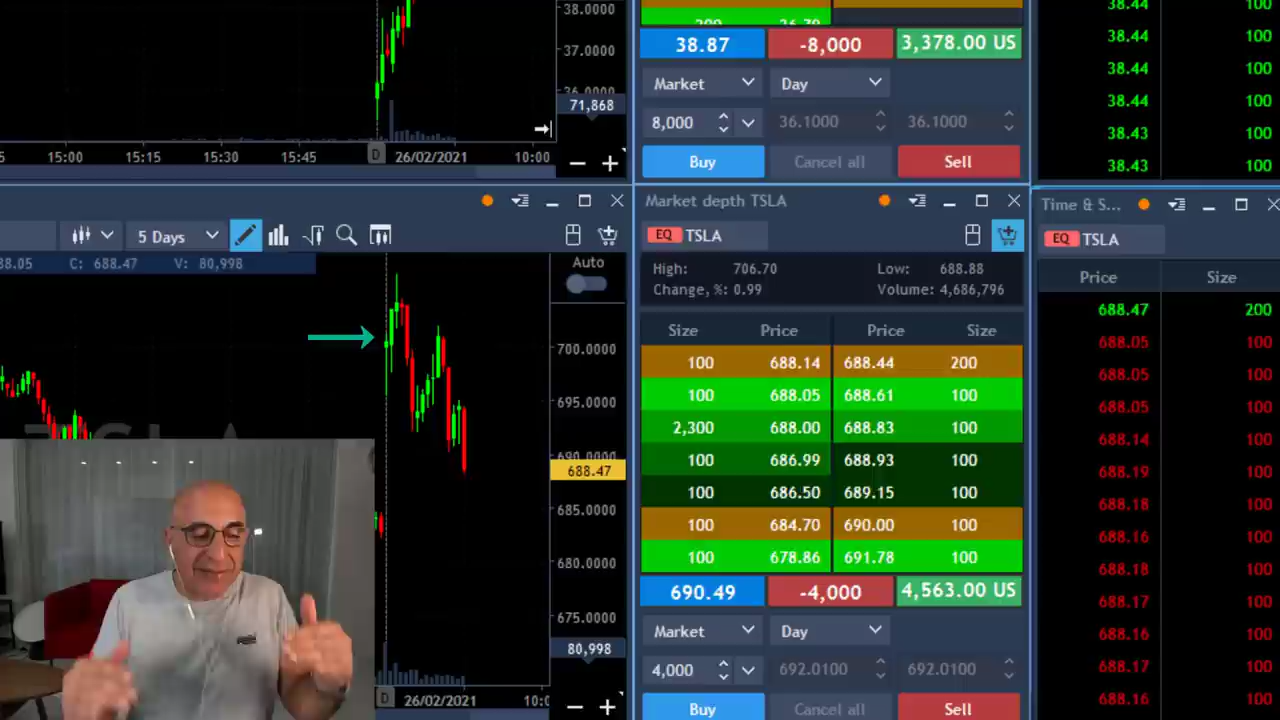 38.0000
37.0000
36.0000
71,868
15:00 15:15 15:30 15:45 D 26/02/2021 10:00
200 26.70
38.87 -8,000 3,378.00 US
Market Day
8,000 36.1000 36.1000
Buy Cancel all Sell
38.44 100
38.44 100
38.44 100
38.44 100
38.43 100
38.43 100
5 Days
38.05 C: 688.47 V: 80,998
Auto
700.0000
695.0000
690.0000
688.47
685.0000
680.0000
675.0000
80,998
TSLA
D 26/02/2021
Market depth TSLA
EQ TSLA
High: 706.70 Low: 688.88
Change, %: 0.99 Volume: 4,686,796
Size Price Price Size
100 688.14 688.44 200
100 688.05 688.61 100
2,300 688.00 688.83 100
100 686.99 688.93 100
100 686.50 689.15 100
100 684.70 690.00 100
100 678.86 691.78 100
690.49 -4,000 4,563.00 US
Market Day
4,000 692.0100 692.0100
Buy Cancel all Sell
Time & S...
EQ TSLA
Price Size
688.47 200
688.05 100
688.05 100
688.05 100
688.14 100
688.19 100
688.18 100
688.16 100
688.18 100
688.17 100
688.16 100
688.17 100
688.16 100